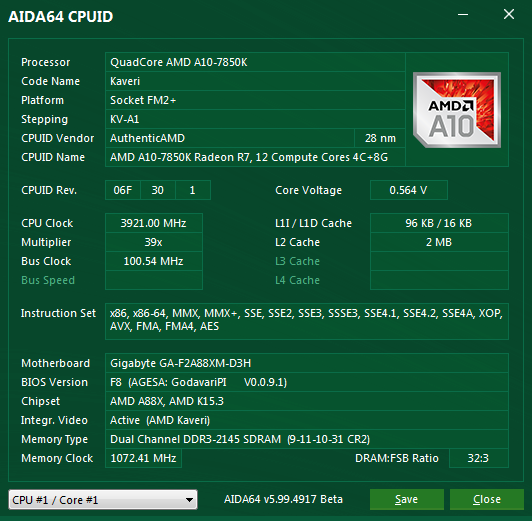 AIDA64 CPUID
Processor QuadCore AMD A10-7850K
Code Name Kaveri
Platform Socket FM2+
Stepping KV-A1
CPUID Vendor AuthenticAMD 28 nm
CPUID Name AMD A10-7850K Radeon R7, 12 Compute Cores 4C+8G
AMD
A10
CPUID Rev. 06F 30 1 Core Voltage 0.564 V
CPU Clock 3921.00 MHz L1I / L1D Cache 96 KB / 16 KB
Multiplier 39x L2 Cache 2 MB
Bus Clock 100.54 MHz L3 Cache
Bus Speed L4 Cache
Instruction Set x86, x86-64, MMX, MMX+, SSE, SSE2, SSE3, SSSE3, SSE4.1, SSE4.2, SSE4A, XOP,
AVX, FMA, FMA4, AES
Motherboard Gigabyte GA-F2A88XM-D3H
BIOS Version F8 (AGESA: GodavariPI V0.0.9.1)
Chipset AMD A88X, AMD K15.3
Integr. Video Active (AMD Kaveri)
Memory Type Dual Channel DDR3-2145 SDRAM (9-11-10-31 CR2)
Memory Clock 1072.41 MHz DRAM:FSB Ratio 32:3
CPU #1 / Core #1 AIDA64 v5.99.4917 Beta Save Close